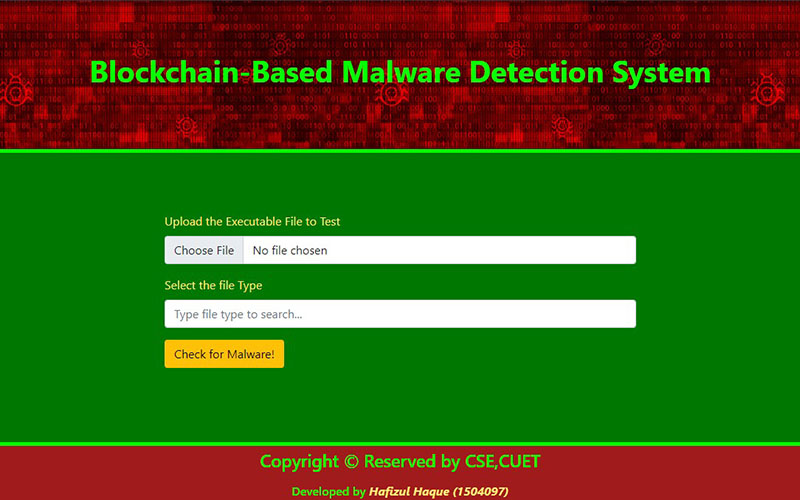 Blockchain-Based Malware Detection System
Upload the Executable File to Test
Choose File No file chosen
Select the file Type
Type file type to search...
Check for Malware!
Copyright © Reserved by CSE,CUET
Developed by Hafizul Haque (1504097)